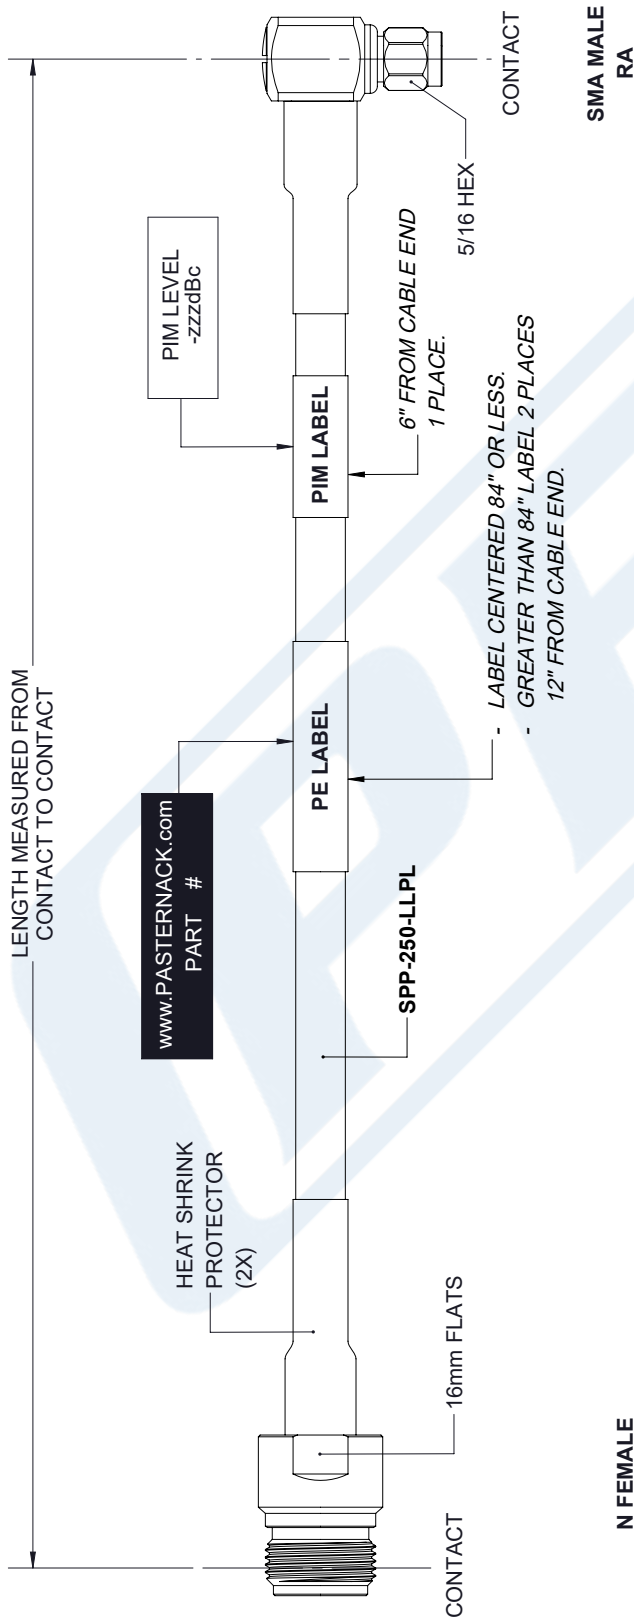 LENGTH MEASURED FROM
CONTACT TO CONTACT
www.PASTERNACK.com
PART #
PIM LEVEL
-zzzdBc
HEAT SHRINK
PROTECTOR
(2X)
PE LABEL
PIM LABEL
6" FROM CABLE END
1 PLACE.
SPP-250-LLPL
16mm FLATS
5/16 HEX
- LABEL CENTERED 84" OR LESS.
- GREATER THAN 84" LABEL 2 PLACES
12" FROM CABLE END.
CONTACT
CONTACT
N FEMALE
SMA MALE
RA